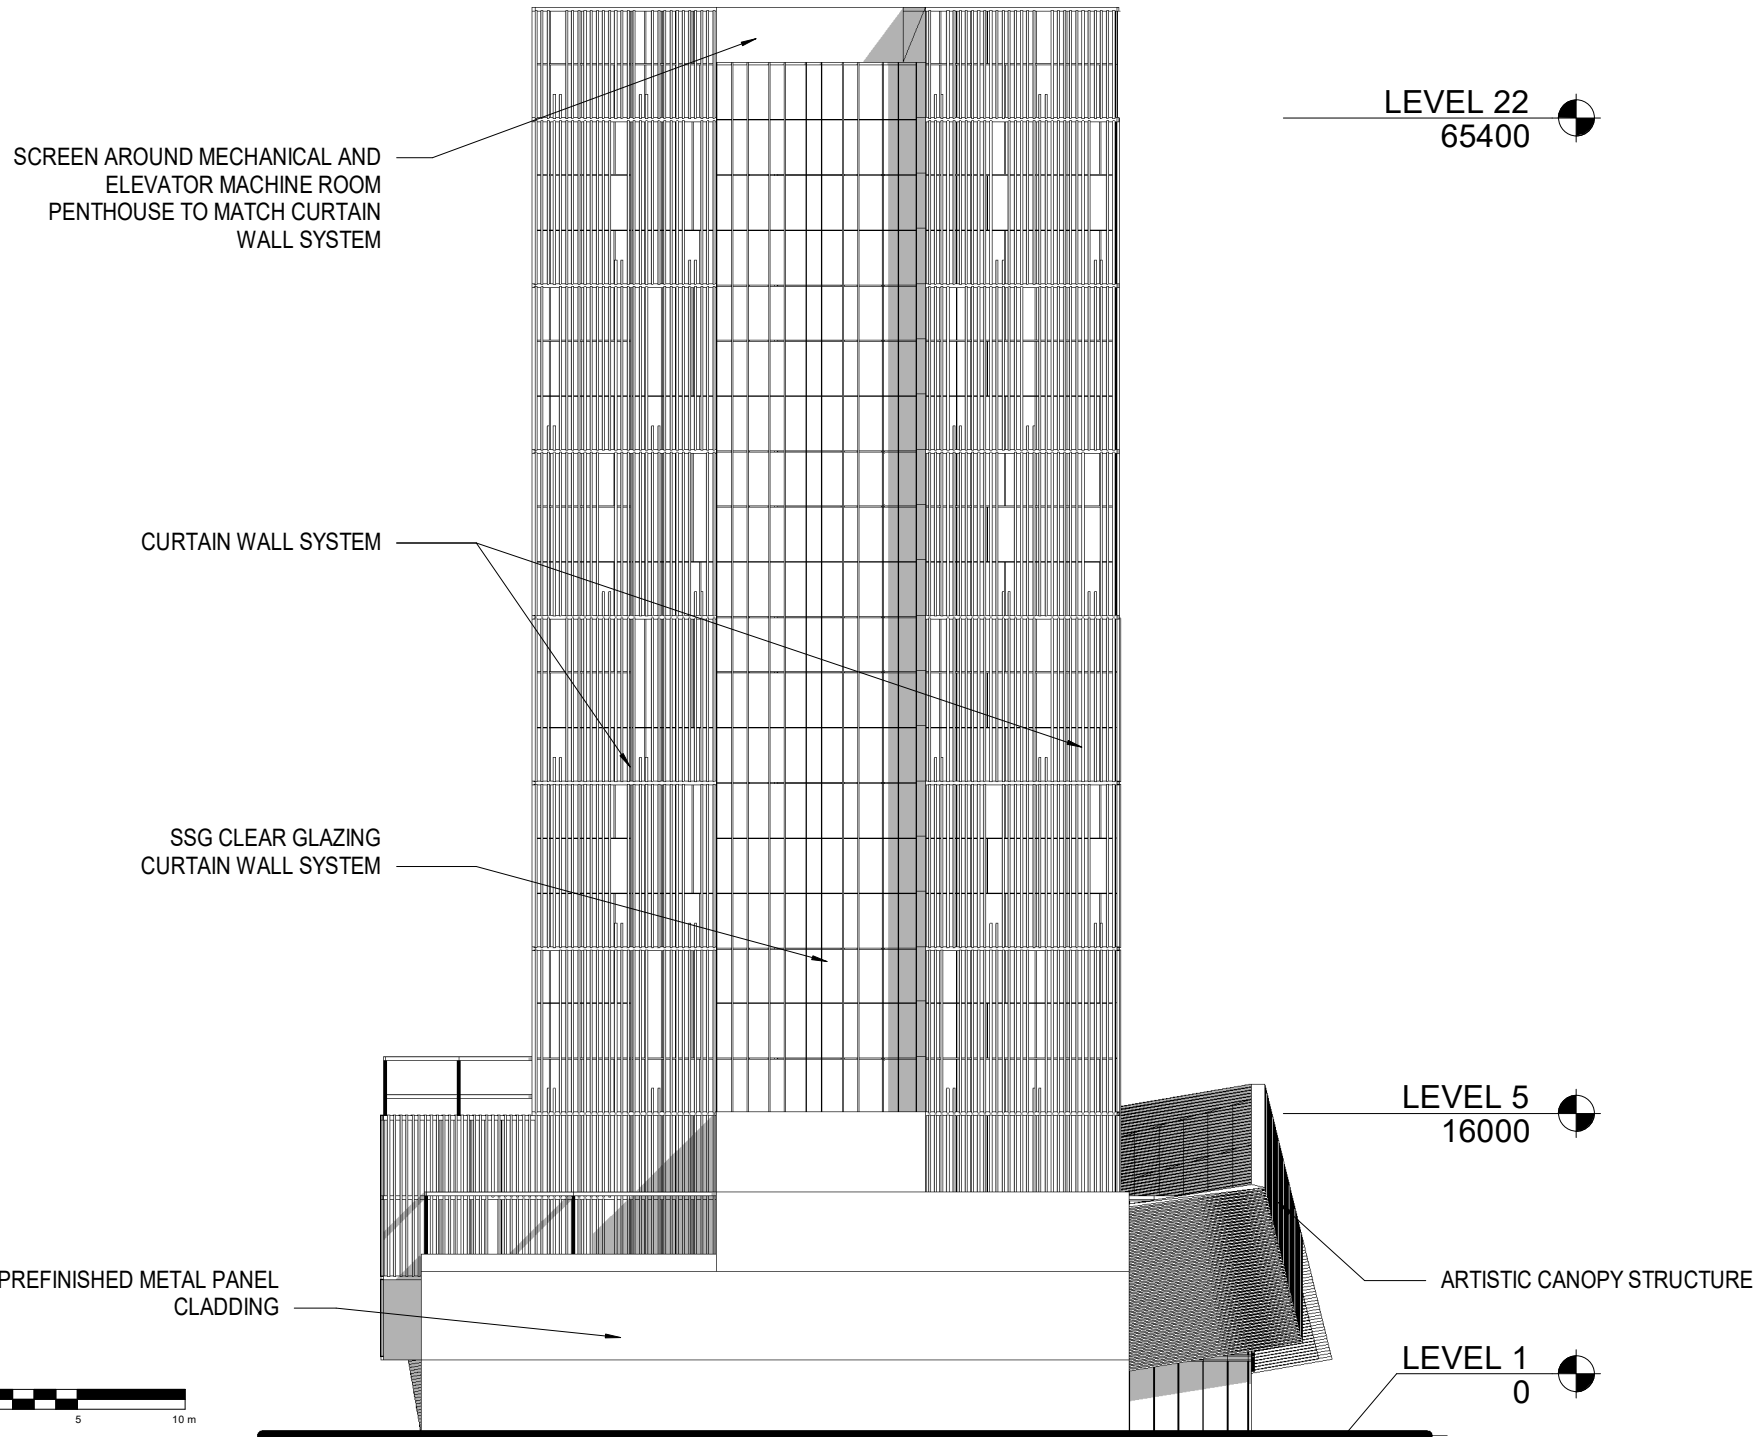 LEVEL 22
65400
SCREEN AROUND MECHANICAL AND
ELEVATOR MACHINE ROOM
PENTHOUSE TO MATCH CURTAIN
WALL SYSTEM
CURTAIN WALL SYSTEM
SSG CLEAR GLAZING
CURTAIN WALL SYSTEM
LEVEL 5
16000
PREFINISHED METAL PANEL
CLADDING
ARTISTIC CANOPY STRUCTURE
LEVEL 1
0
5 10 m